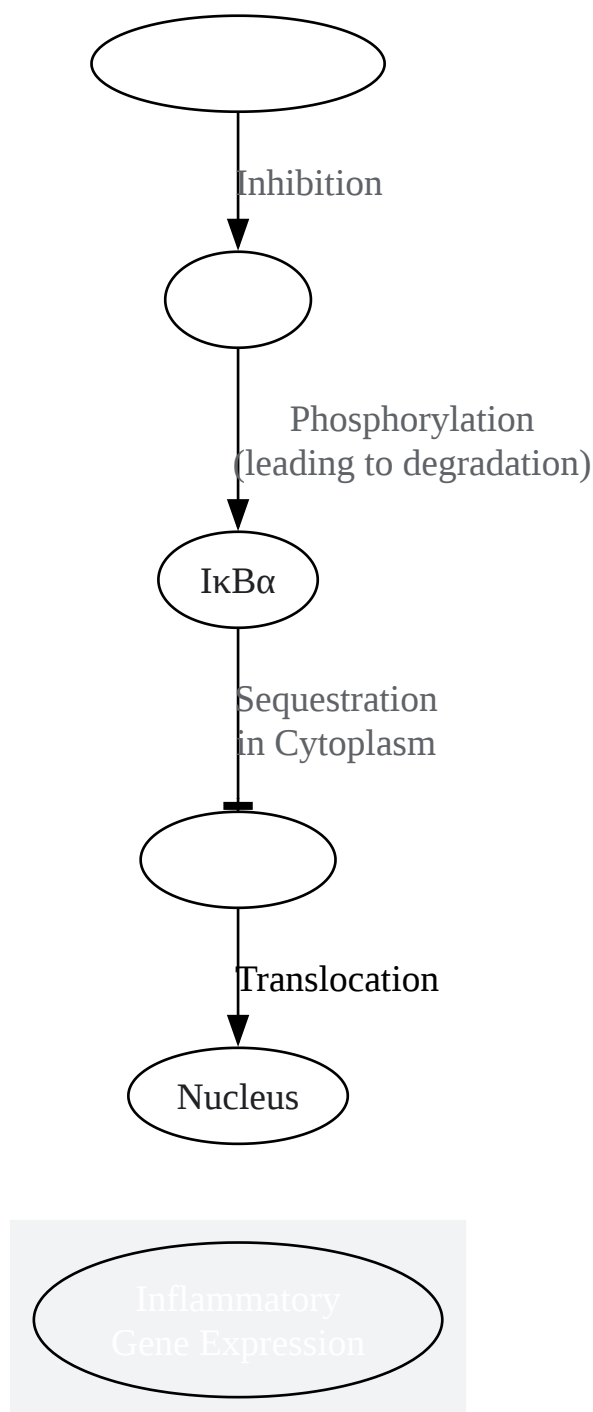 Inhibition
Phosphorylation
(leading to degradation)
IκBα
Sequestration
in Cytoplasm
Translocation
Nucleus
Inflammatory
Gene Expression